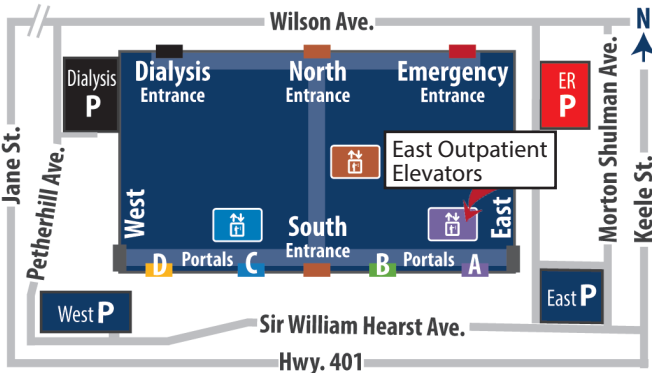 Wilson Ave.
N
Dialysis
P
Dialysis
Entrance
North
Entrance
Emergency
Entrance
ER
P
Morton Shulman Ave.
Jane St.
Petherhill Ave.
Keele St.
East Outpatient
Elevators
West
South
Entrance
East
D
Portals
C
B
Portals
A
West P
East P
Sir William Hearst Ave.
Hwy. 401